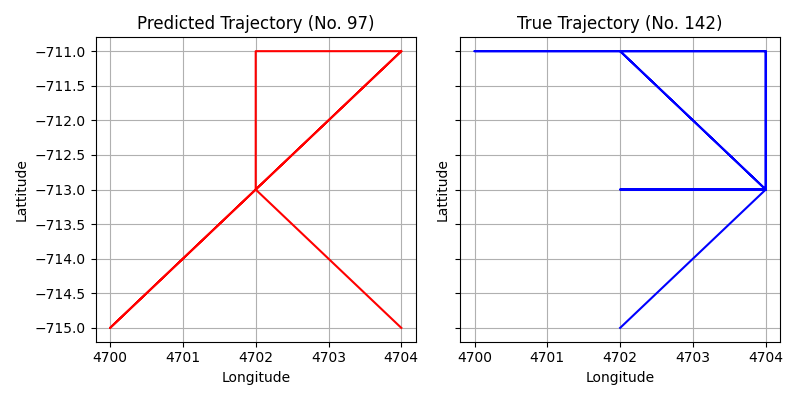 Predicted Trajectory (No. 97)
True Trajectory (No. 142)
−711.0
−711.5
−712.0
−712.5
−713.0
−713.5
−714.0
−714.5
−715.0
Lattitude
Lattitude
4700 4701 4702 4703 4704
4700 4701 4702 4703 4704
Longitude
Longitude